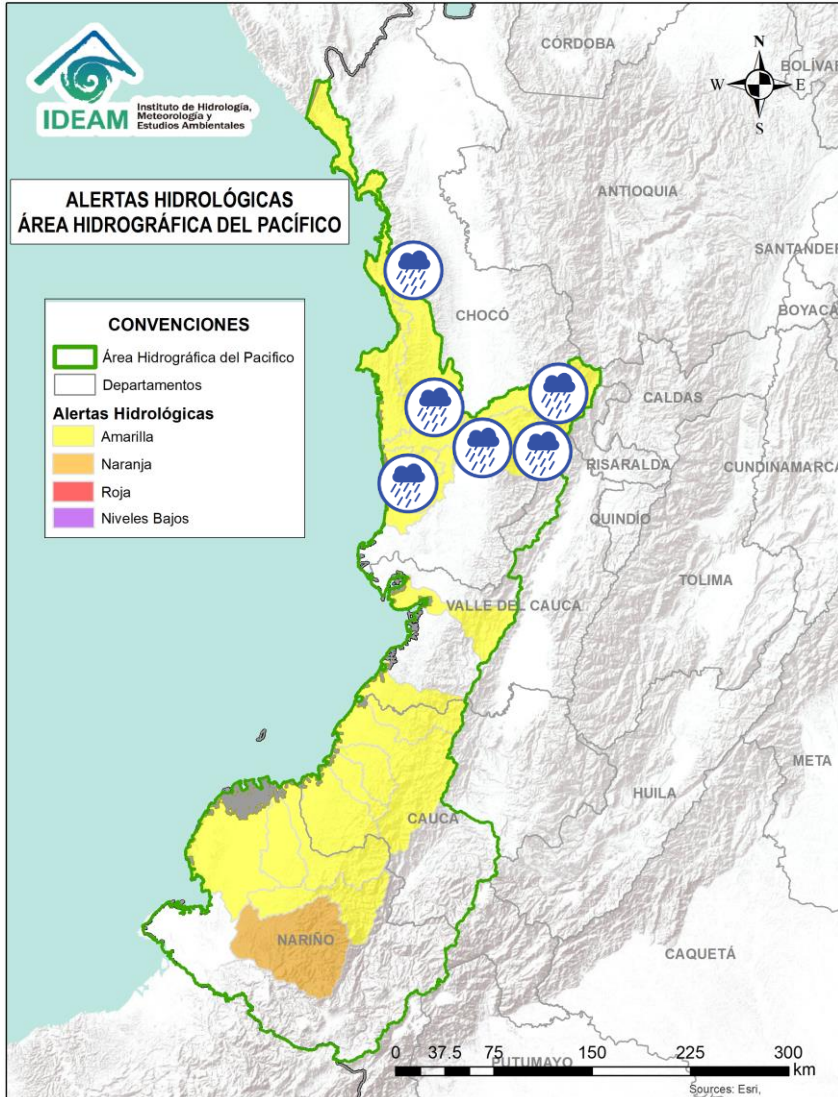 IDEAM
Instituto de Hidrología,
Meteorología y
Estudios Ambientales
ALERTAS HIDROLÓGICAS
ÁREA HIDROGRÁFICA DEL PACÍFICO
CONVENCIONES
Área Hidrográfica del Pacifico
Departamentos
Alertas Hidrológicas
Amarilla
Naranja
Roja
Niveles Bajos
N
W E
S
CÓRDOBA
BOLÍVAR
ANTIOQUIA
SANTANDER
BOYACÁ
CHOCÓ
CALDAS
RISARALDA
CUNDINAMARCA
QUINDÍO
TOLIMA
VALLE DEL CAUCA
META
HUILA
CAUCA
NARIÑO
CAQUETÁ
PUTUMAYO
0 37.5 75 150 225 300
km
Sources: Esri,